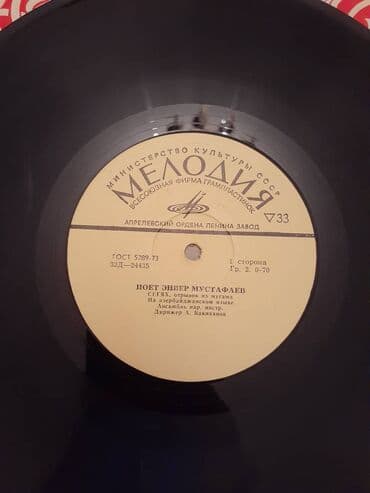 МИНИСТЕРСТВО КУЛЬТУРЫ СССР
МЕЛОДИЯ
ВСЕСОЮЗНАЯ ФИРМА ГРАМПЛАСТИНОК
АПРЕЛЕВСКИЙ ОРДЕНА ЛЕНИНА ЗАВОД
33
ГОСТ 5289-73
33Д—24435
1 сторона
Гр. 2. 0-70
ПОЕТ ЭНВЕР МУСТАФАЕВ
СЕГЯХ, отрывок из мугама
На азербайджанском языке
Ансамбль нар. инстр.
Дирижер А. Бакиханов